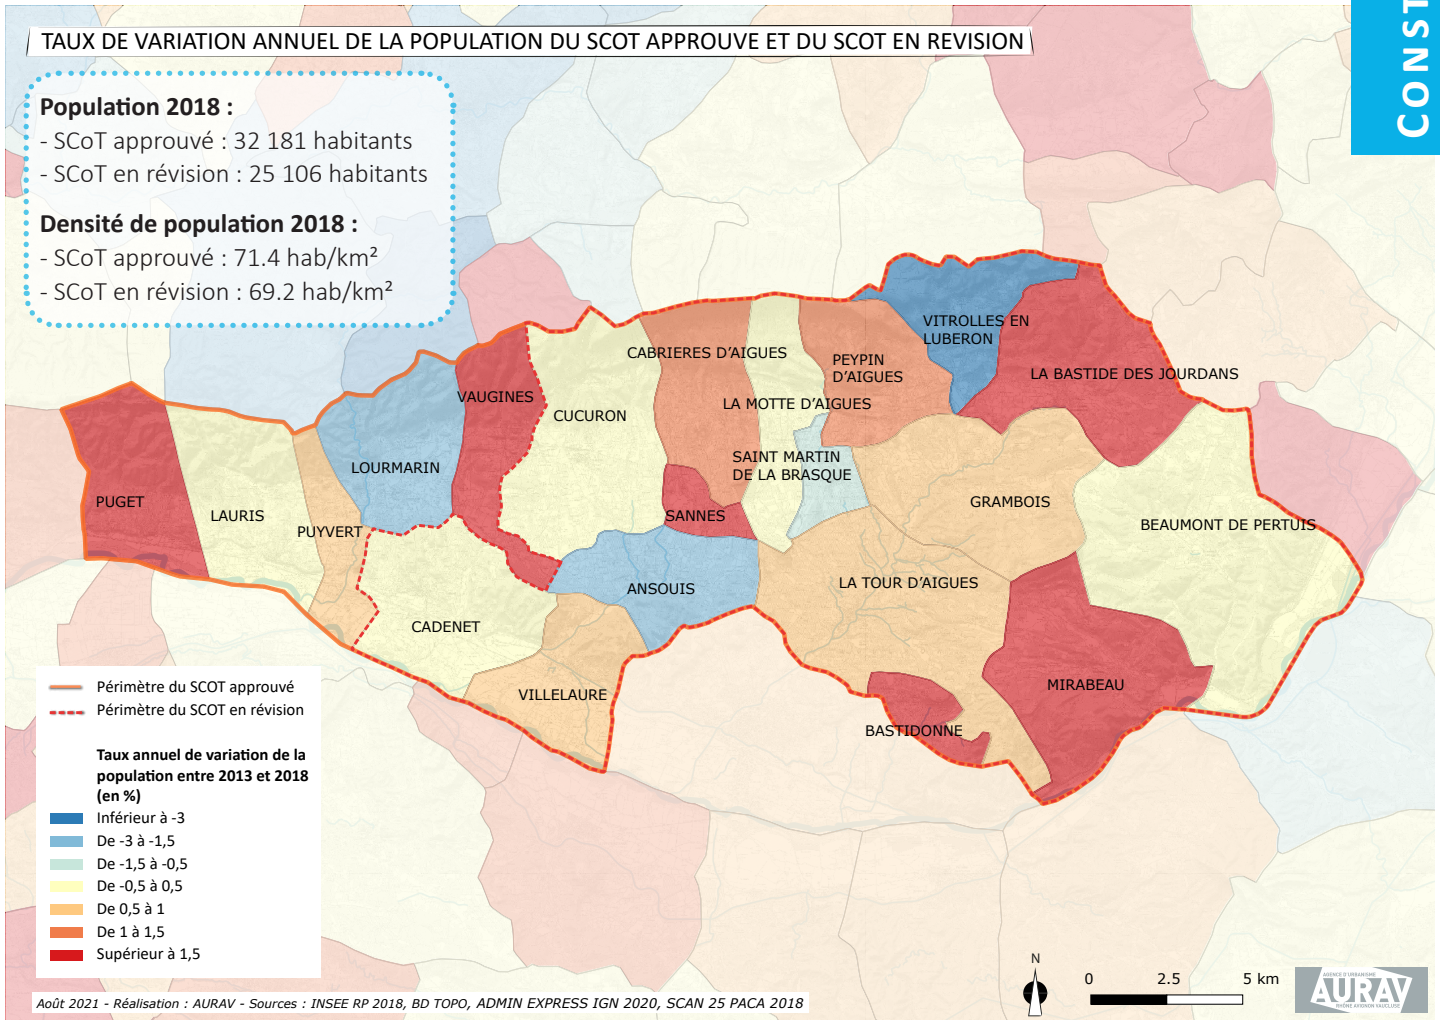 CONST
TAUX DE VARIATION ANNUEL DE LA POPULATION DU SCOT APPROUVE ET DU SCOT EN REVISION
Population 2018 :
- SCoT approuvé : 32 181 habitants
- SCoT en révision : 25 106 habitants
Densité de population 2018 :
- SCoT approuvé : 71.4 hab/km²
- SCoT en révision : 69.2 hab/km²
VITROLLES EN
LUBERON
CABRIERES D'AIGUES
PEYPIN
D'AIGUES
LA BASTIDE DES JOURDANS
VAUGINES
CUCURON
LA MOTTE D'AIGUES
LOURMARIN
SAINT MARTIN
DE LA BRASQUE
PUGET
LAURIS
SANNES
GRAMBOIS
PUYVERT
BEAUMONT DE PERTUIS
ANSOUIS
LA TOUR D'AIGUES
CADENET
MIRABEAU
VILLELAURE
BASTIDONNE
Périmètre du SCOT approuvé
Périmètre du SCOT en révision
Taux annuel de variation de la
population entre 2013 et 2018
(en %)
Inférieur à -3
De -3 à -1,5
De -1,5 à -0,5
De -0,5 à 0,5
De 0,5 à 1
De 1 à 1,5
Supérieur à 1,5
N
0 2.5 5 km
AGENCE D'URBANISME
AURAV
RHÔNE AVIGNON VAUCLUSE
Août 2021 - Réalisation : AURAV - Sources : INSEE RP 2018, BD TOPO, ADMIN EXPRESS IGN 2020, SCAN 25 PACA 2018